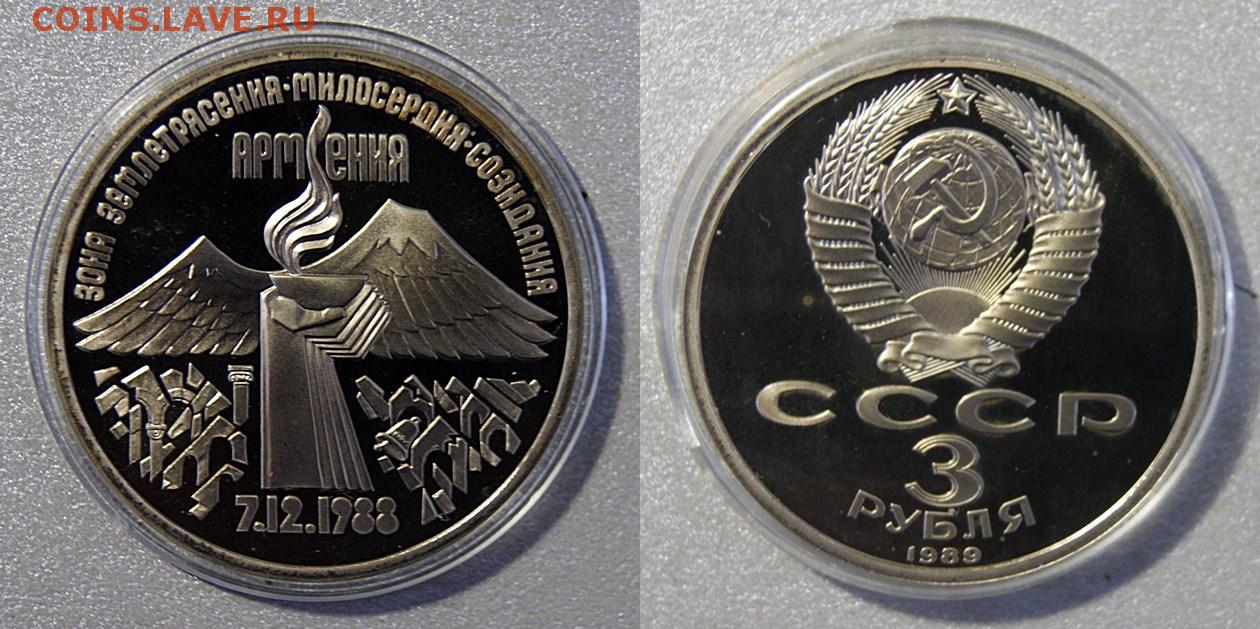 COINS.LAVE.RU
ЗОНА ЗЕМЛЕТРЯСЕНИЯ·МИЛОСЕРДИЯ·СОЗИДАНИЯ
АРМЕНИЯ
7.12.1988
СССР
3
РУБЛЯ
1989